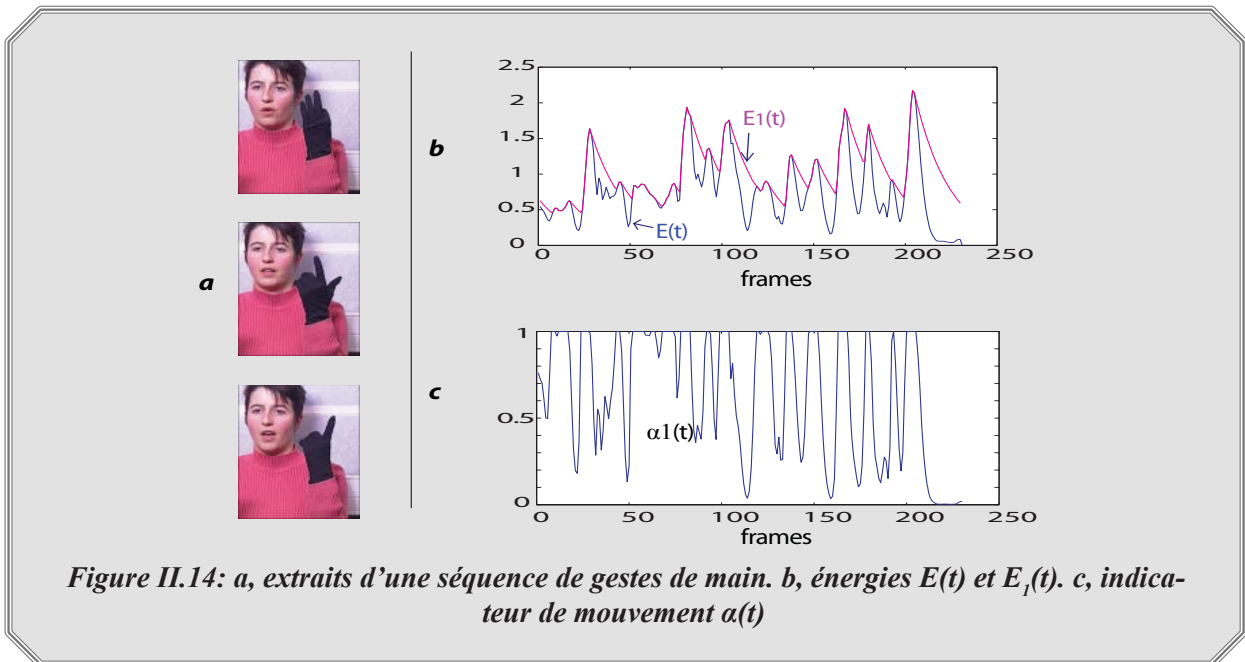 a
b
2.5
2
1.5
1
0.5
0
E1(t)
E(t)
0 50 100 150 200 250
frames
c
1
0.5
0
α1(t)
0 50 100 150 200 250
frames
Figure II.14: a, extraits d’une séquence de gestes de main. b, énergies E(t) et E₁(t). c, indica-
teur de mouvement α(t)